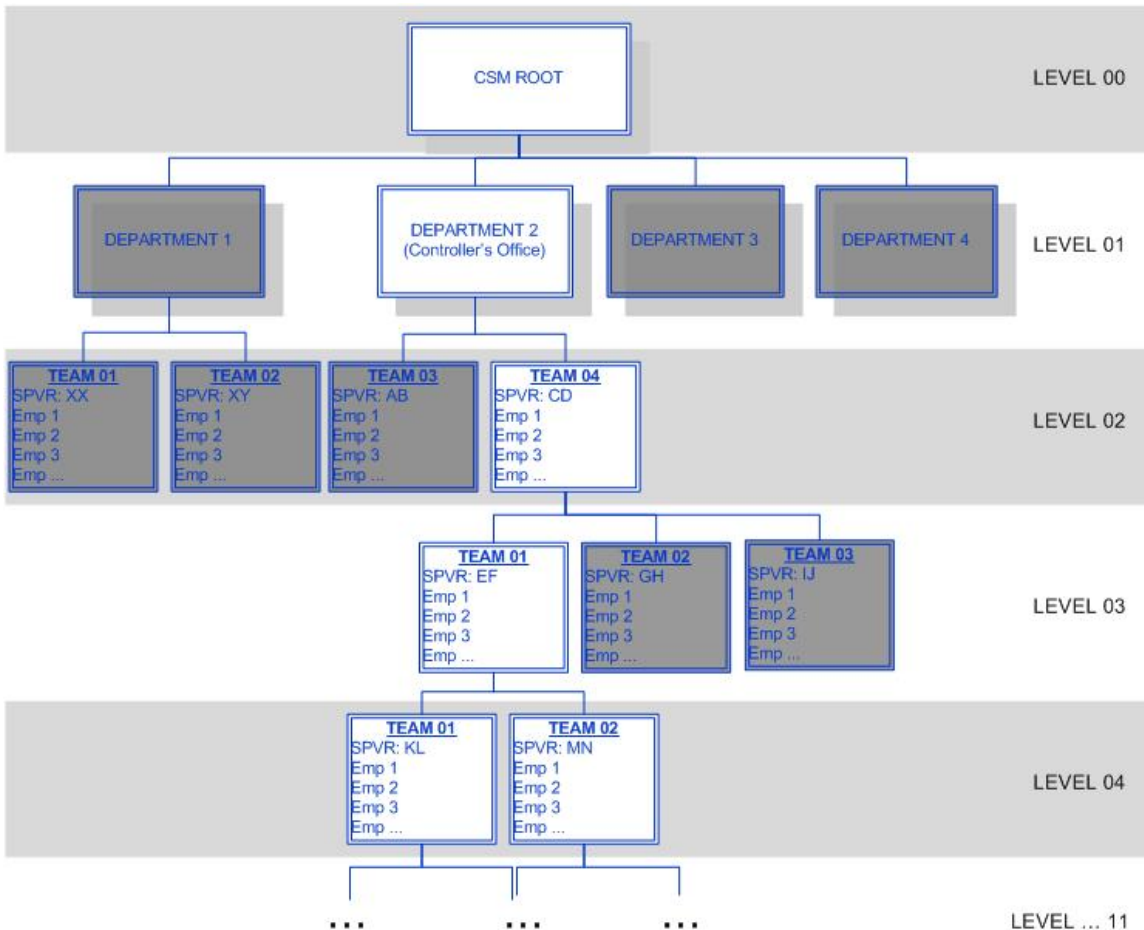 CSM ROOT
LEVEL 00
DEPARTMENT 1
DEPARTMENT 2
(Controller's Office)
DEPARTMENT 3
DEPARTMENT 4
LEVEL 01
TEAM 01
SPVR: XX
Emp 1
Emp 2
Emp 3
Emp ...
TEAM 02
SPVR: XY
Emp 1
Emp 2
Emp 3
Emp ...
TEAM 03
SPVR: AB
Emp 1
Emp 2
Emp 3
Emp ...
TEAM 04
SPVR: CD
Emp 1
Emp 2
Emp 3
Emp ...
LEVEL 02
TEAM 01
SPVR: EF
Emp 1
Emp 2
Emp 3
Emp ...
TEAM 02
SPVR: GH
Emp 1
Emp 2
Emp 3
Emp ...
TEAM 03
SPVR: IJ
Emp 1
Emp 2
Emp 3
Emp ...
LEVEL 03
TEAM 01
SPVR: KL
Emp 1
Emp 2
Emp 3
Emp ...
TEAM 02
SPVR: MN
Emp 1
Emp 2
Emp 3
Emp ...
LEVEL 04
... ... ...
LEVEL ... 11